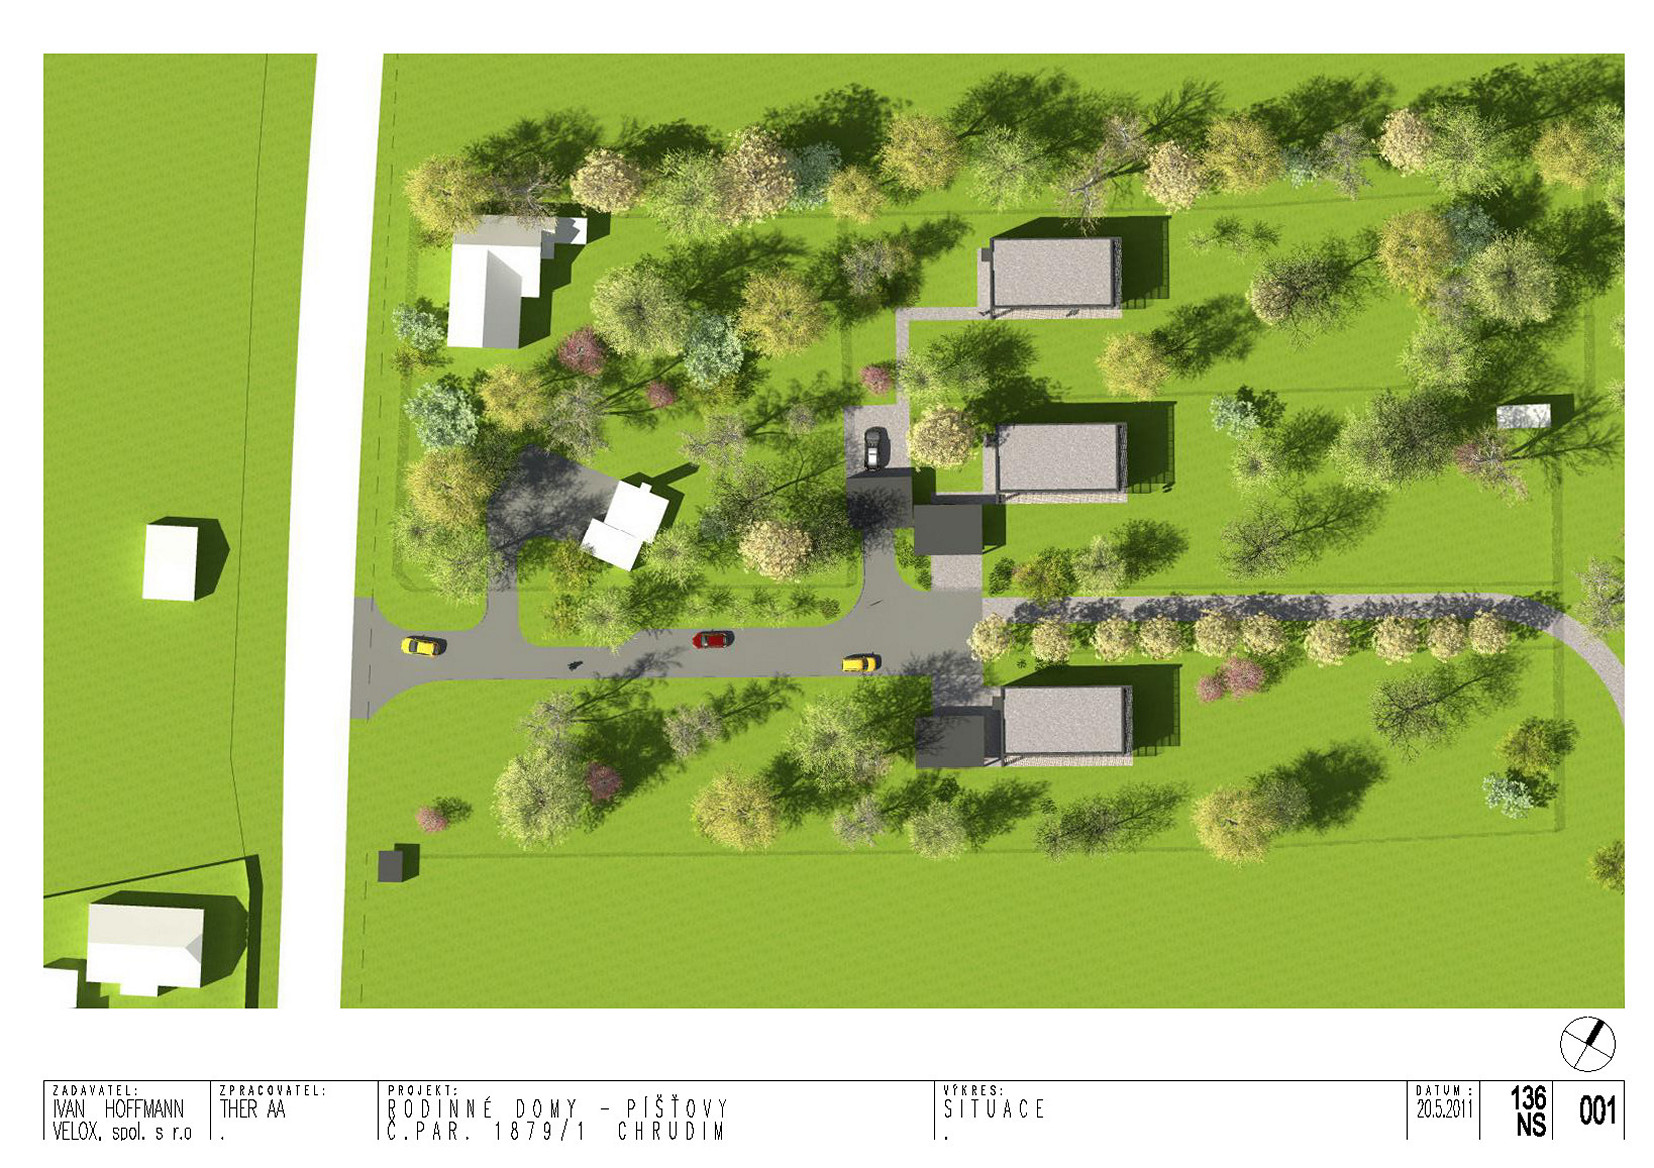 ZADAVATEL:
IVAN HOFFMANN
VELOX, spol. s r.o
ZPRACOVATEL:
THER AA
.
PROJEKT:
RODINNÉ DOMY - PÍŠŤOVY
Č.PAR. 1879/1 CHRUDIM
VÝKRES:
SITUACE
.
DATUM:
20.5.2011
136
NS
001